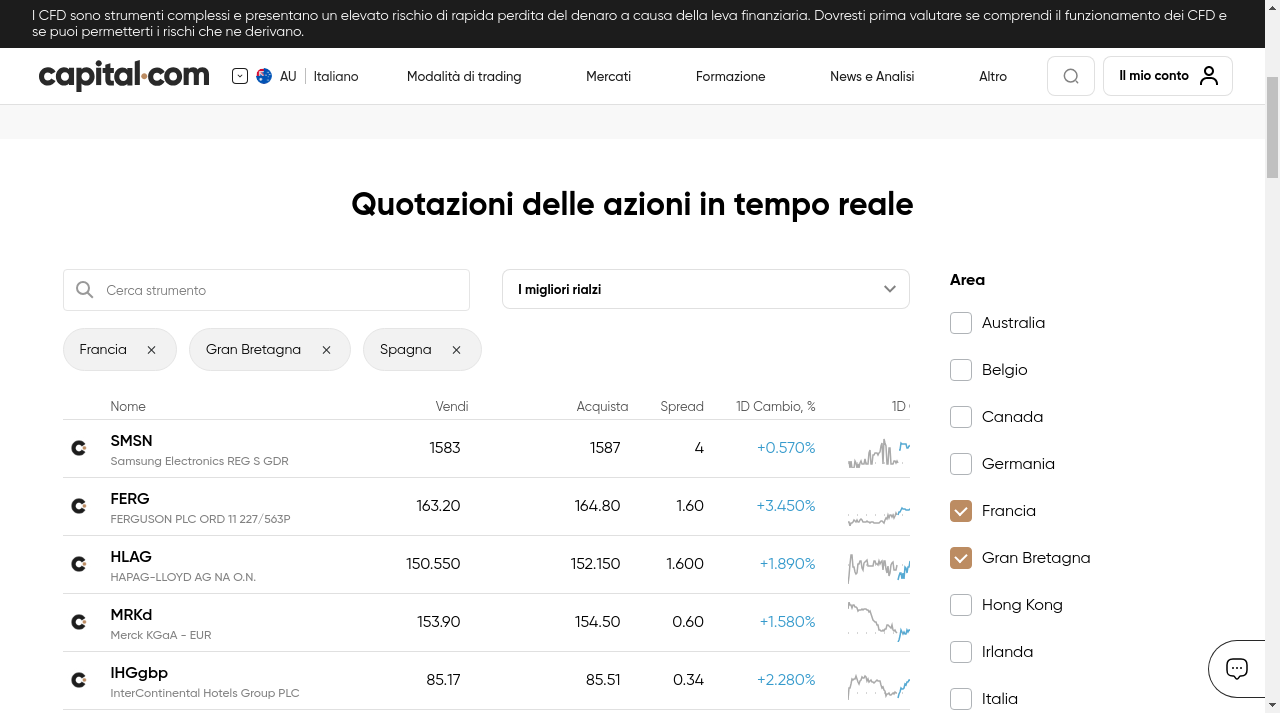 I CFD sono strumenti complessi e presentano un elevato rischio di rapida perdita del denaro a causa della leva finanziaria. Dovresti prima valutare se comprendi il funzionamento dei CFD e
se puoi permetterti i rischi che ne derivano.
capital.com
AU
Italiano
Modalità di trading
Mercati
Formazione
News e Analisi
Altro
Il mio conto
Quotazioni delle azioni in tempo reale
Cerca strumento
I migliori rialzi
Francia
Gran Bretagna
Spagna
Nome Vendi Acquista Spread 1D Cambio, % 1D
SMSN 1583 1587 4 +0.570%
Samsung Electronics REG S GDR
FERG 163.20 164.80 1.60 +3.450%
FERGUSON PLC ORD 11 227/563P
HLAG 150.550 152.150 1.600 +1.890%
HAPAG-LLOYD AG NA O.N.
MRKd 153.90 154.50 0.60 +1.580%
Merck KGaA - EUR
IHGgbp 85.17 85.51 0.34 +2.280%
InterContinental Hotels Group PLC
Area
Australia
Belgio
Canada
Germania
Francia
Gran Bretagna
Hong Kong
Irlanda
Italia